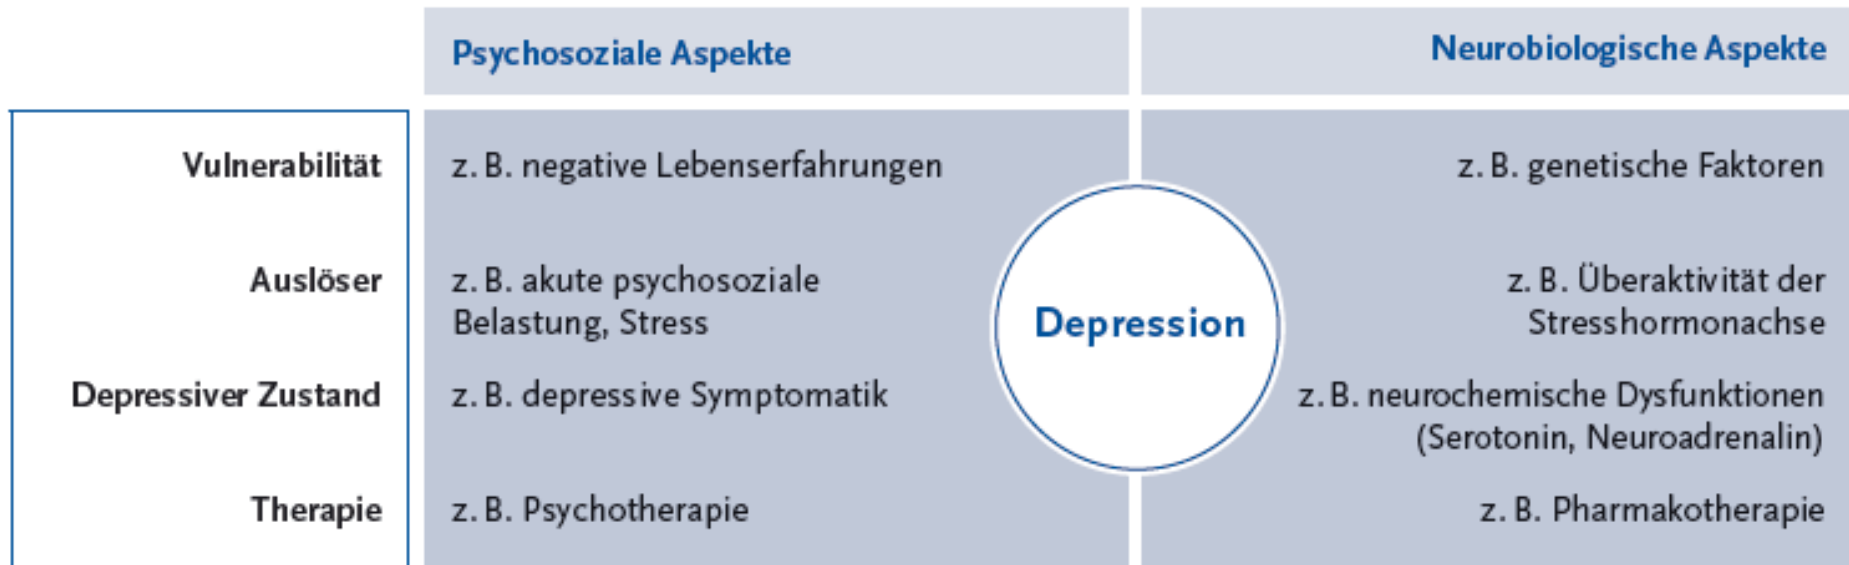 Psychosoziale Aspekte
Neurobiologische Aspekte
Vulnerabilität
z. B. negative Lebenserfahrungen
z. B. genetische Faktoren
Auslöser
z. B. akute psychosoziale
Belastung, Stress
z. B. Überaktivität der
Stresshormonachse
Depression
Depressiver Zustand
z. B. depressive Symptomatik
z. B. neurochemische Dysfunktionen
(Serotonin, Neuroadrenalin)
Therapie
z. B. Psychotherapie
z. B. Pharmakotherapie